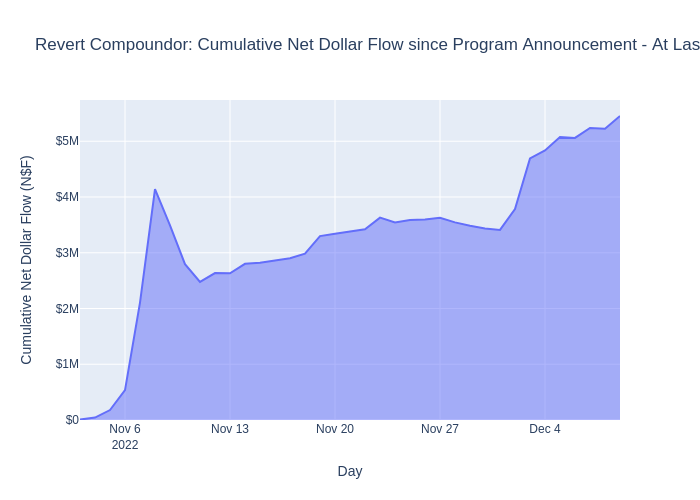 Revert Compoundor: Cumulative Net Dollar Flow since Program Announcement - At Las
Cumulative Net Dollar Flow (N$F)
$5M
$4M
$3M
$2M
$1M
$0
Nov 6 Nov 13 Nov 20 Nov 27 Dec 4
2022
Day